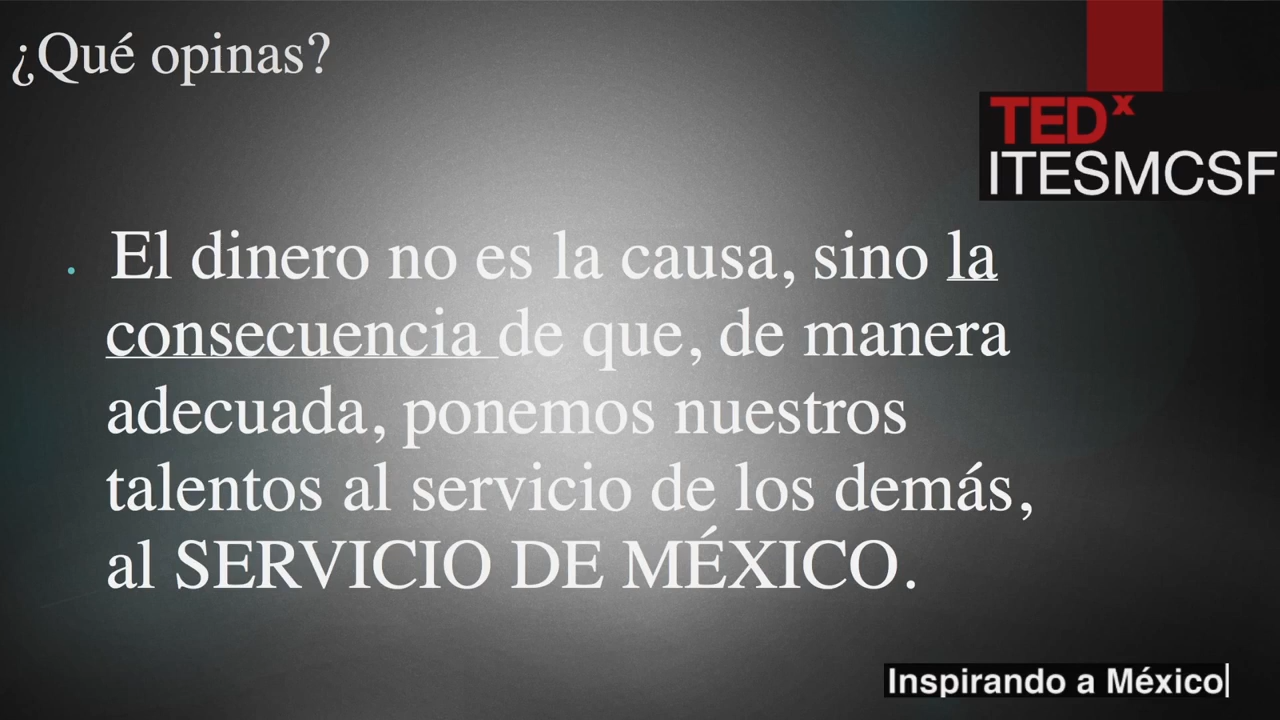 ¿Qué opinas?
TEDx
ITESMCSF
El dinero no es la causa, sino la
consecuencia de que, de manera
adecuada, ponemos nuestros
talentos al servicio de los demás,
al SERVICIO DE MÉXICO.
Inspirando a México